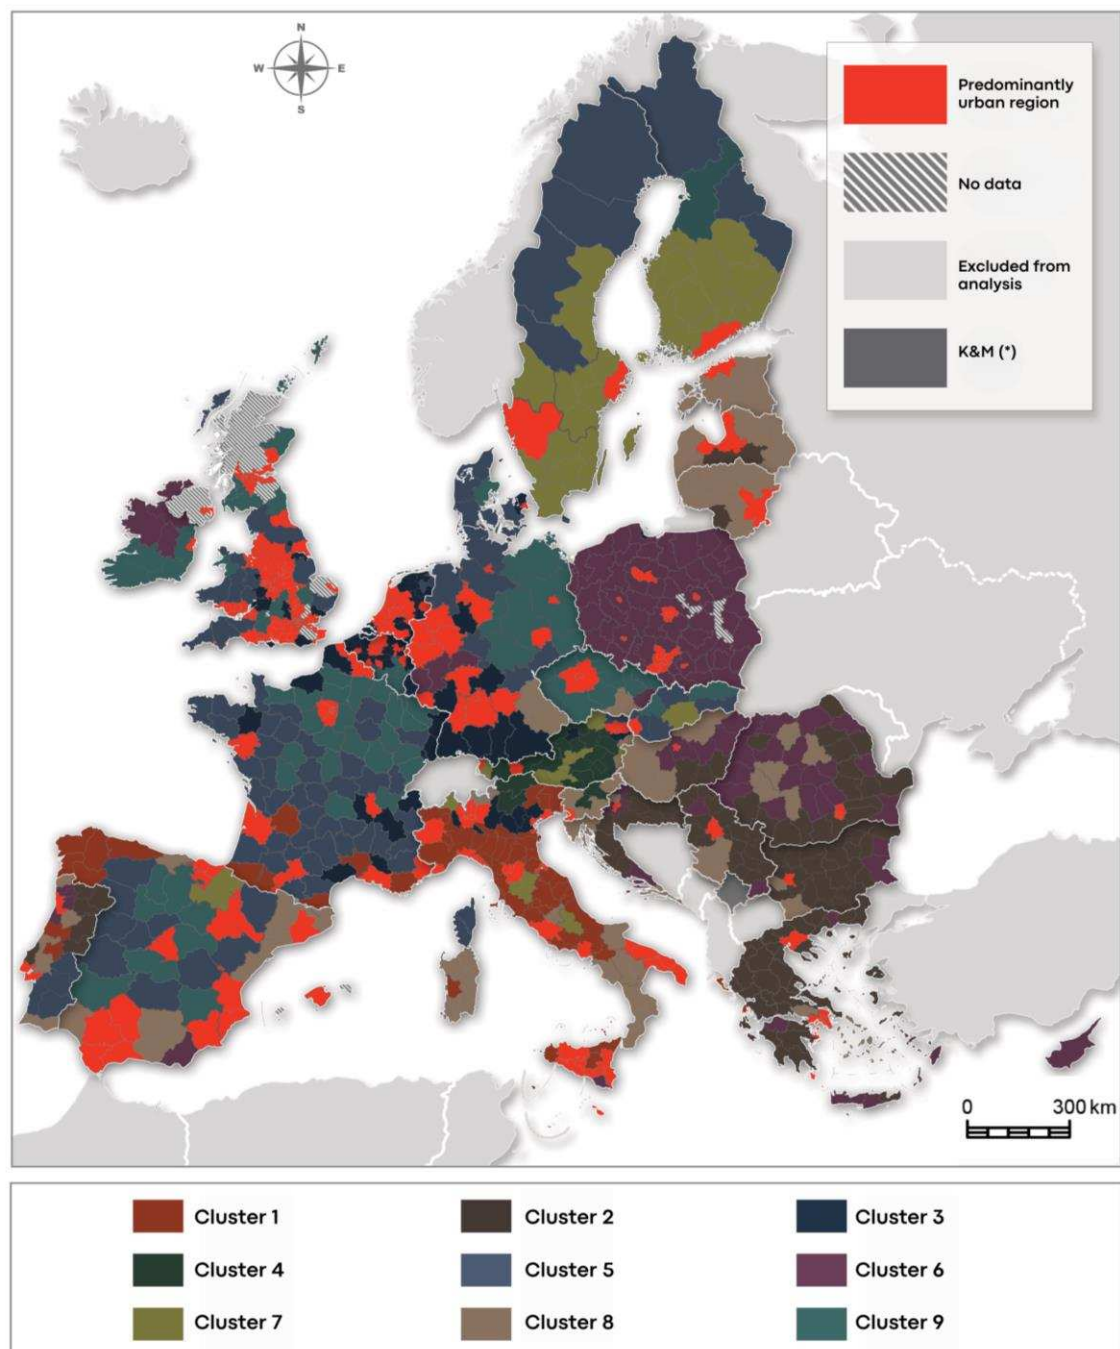 N
W E
S
Predominantly
urban region
No data
Excluded from
analysis
K&M (*)
0 300 km
Cluster 1 Cluster 2 Cluster 3
Cluster 4 Cluster 5 Cluster 6
Cluster 7 Cluster 8 Cluster 9